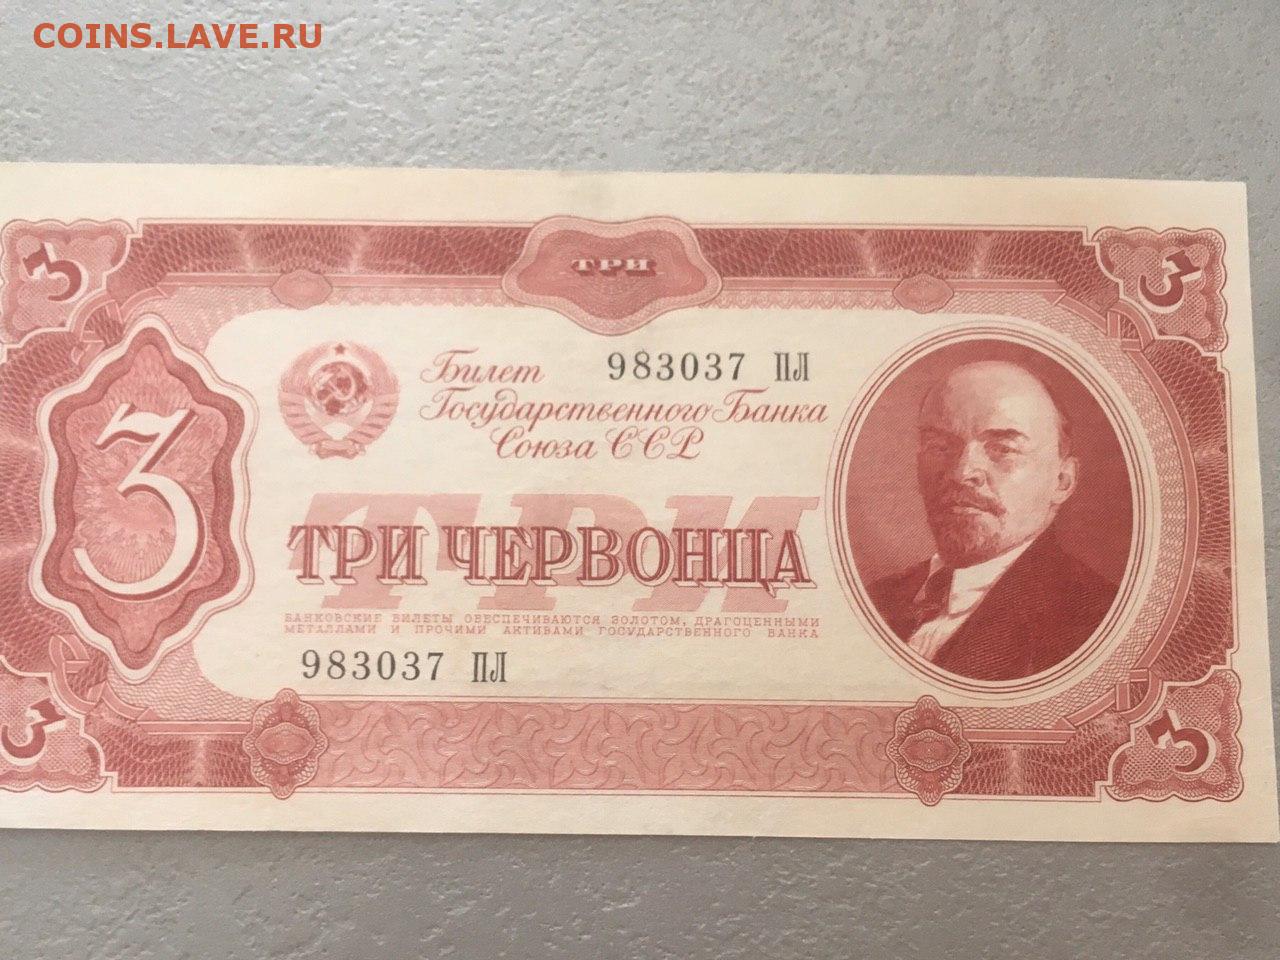 COINS.LAVE.RU
ТРИ
3
3
Билет 983037 ПЛ
Государственного Банка
Союза ССР
3
ТРИ
ТРИ ЧЕРВОНЦА
БАНКОВСКИЕ БИЛЕТЫ ОБЕСПЕЧИВАЮТСЯ ЗОЛОТОМ, ДРАГОЦЕННЫМИ
МЕТАЛЛАМИ И ПРОЧИМИ АКТИВАМИ ГОСУДАРСТВЕННОГО БАНКА
983037 ПЛ
3
3